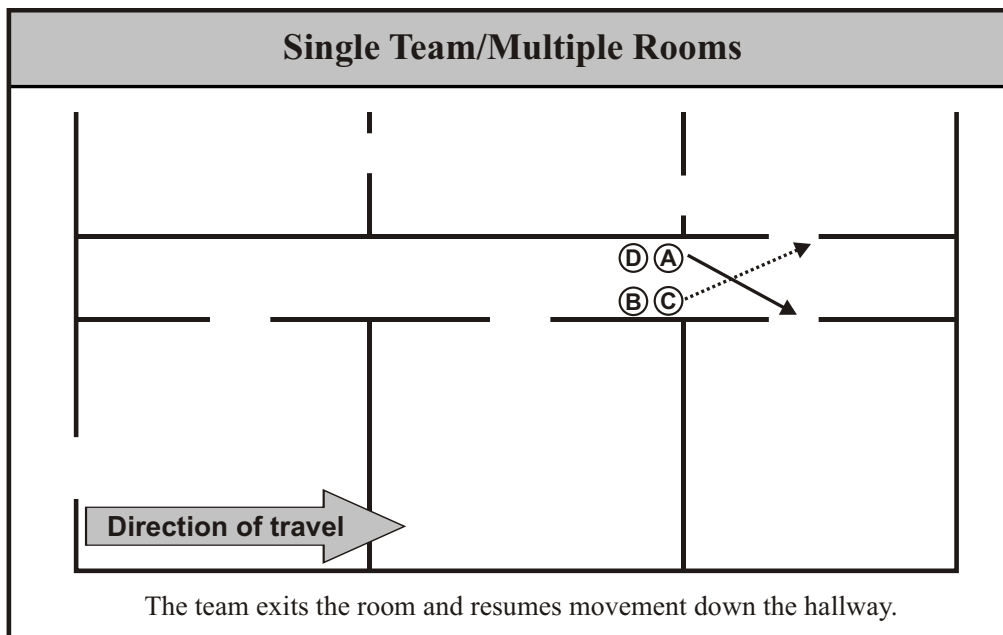 Single Team/Multiple Rooms
D A
B C
Direction of travel
The team exits the room and resumes movement down the hallway.